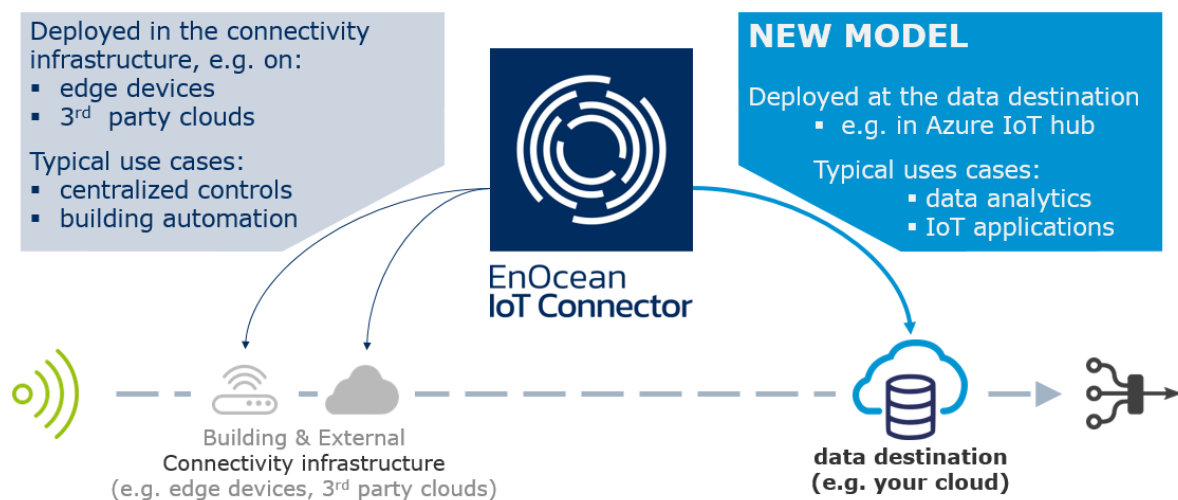 Deployed in the connectivity
infrastructure, e.g. on:
▪ edge devices
▪ 3rd party clouds
Typical use cases:
▪ centralized controls
▪ building automation
EnOcean
IoT Connector
NEW MODEL
Deployed at the data destination
▪ e.g. in Azure IoT hub
Typical uses cases:
▪ data analytics
▪ IoT applications
Building & External
Connectivity infrastructure
(e.g. edge devices, 3rd party clouds)
data destination
(e.g. your cloud)